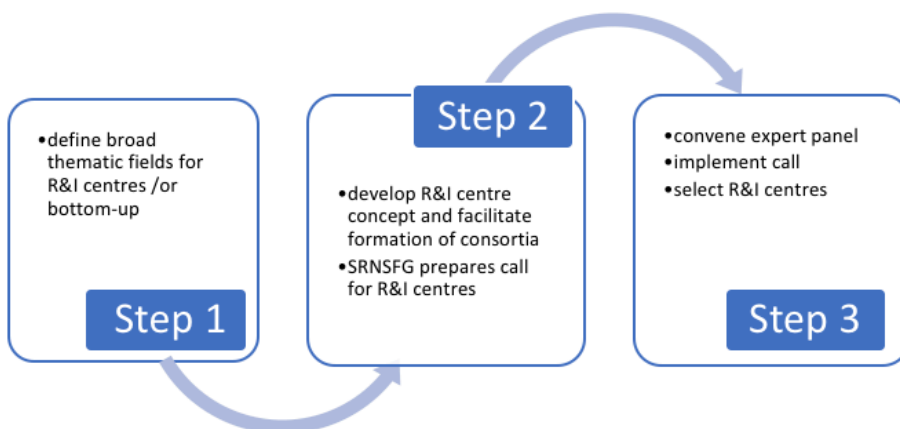 •define broad
thematic fields for
R&I centres /or
bottom-up
Step 1
Step 2
•develop R&I centre
concept and facilitate
formation of consortia
•SRNSFG prepares call
for R&I centres
•convene expert panel
•implement call
•select R&I centres
Step 3